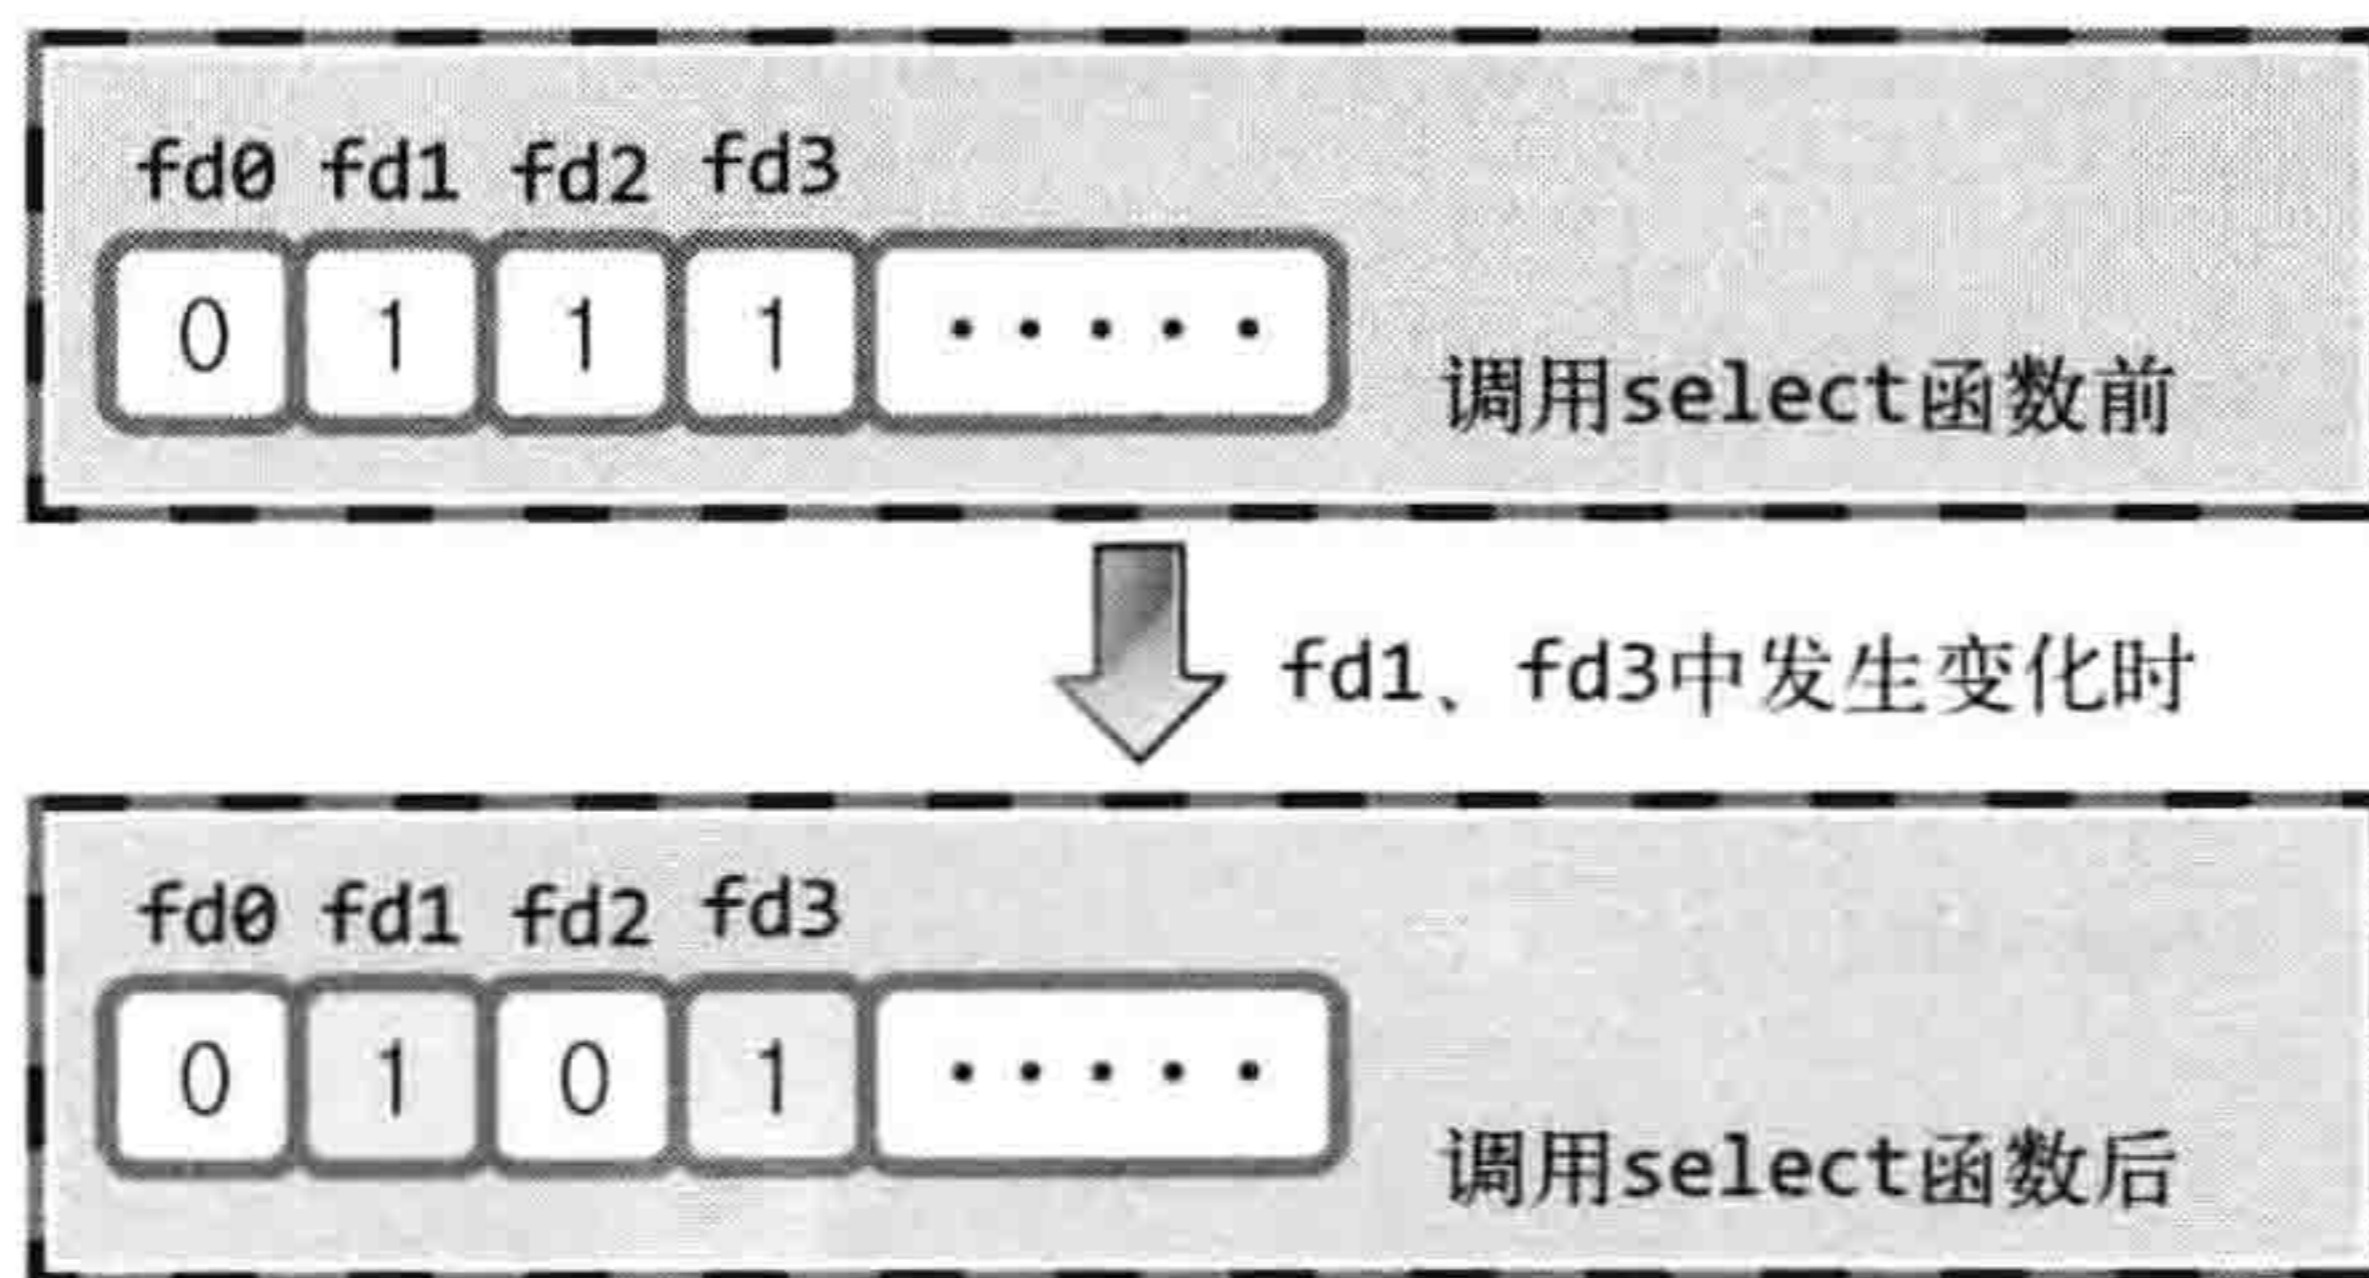 fd0 fd1 fd2 fd3
0 1 1 1 ·····
调用select函数前
fd1、fd3中发生变化时
fd0 fd1 fd2 fd3
0 1 0 1 ·····
调用select函数后